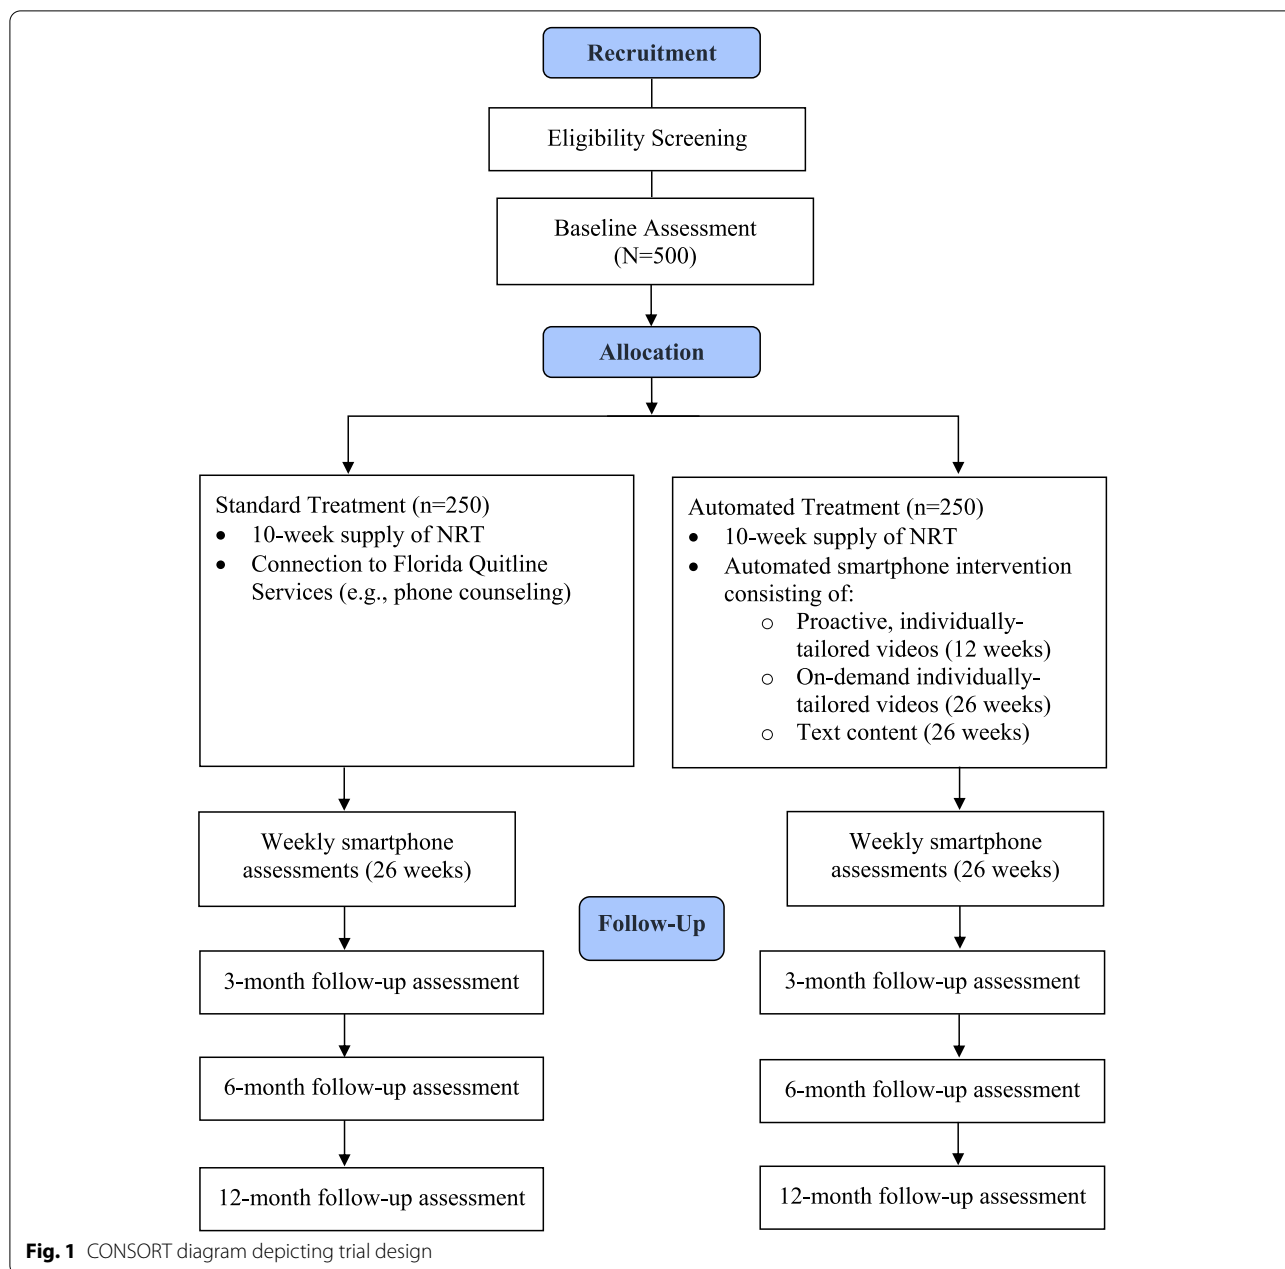 Recruitment
Eligibility Screening
Baseline Assessment
(N=500)
Allocation
Standard Treatment (n=250)
• 10-week supply of NRT
• Connection to Florida Quitline
Services (e.g., phone counseling)
Automated Treatment (n=250)
• 10-week supply of NRT
• Automated smartphone intervention
consisting of:
o Proactive, individually-
tailored videos (12 weeks)
o On-demand individually-
tailored videos (26 weeks)
o Text content (26 weeks)
Weekly smartphone
assessments (26 weeks)
Weekly smartphone
assessments (26 weeks)
Follow-Up
3-month follow-up assessment
3-month follow-up assessment
6-month follow-up assessment
6-month follow-up assessment
12-month follow-up assessment
12-month follow-up assessment
Fig. 1 CONSORT diagram depicting trial design